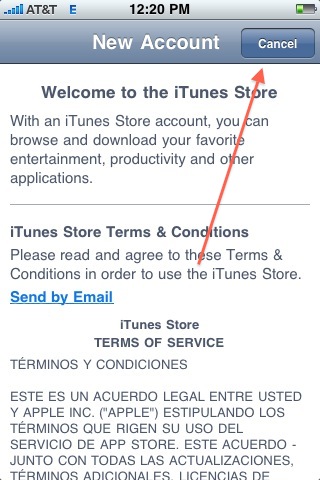 AT&T E 12:20 PM
New Account Cancel
Welcome to the iTunes Store
With an iTunes Store account, you can
browse and download your favorite
entertainment, productivity and other
applications.
iTunes Store Terms & Conditions
Please read and agree to these Terms &
Conditions in order to use the iTunes Store.
Send by Email
iTunes Store
TERMS OF SERVICE
TÉRMINOS Y CONDICIONES
ESTE ES UN ACUERDO LEGAL ENTRE USTED
Y APPLE INC. ("APPLE") ESTIPULANDO LOS
TÉRMINOS QUE RIGEN SU USO DEL
SERVICIO DE APP STORE. ESTE ACUERDO -
JUNTO CON TODAS LAS ACTUALIZACIONES,
TÉRMINOS ADICIONALES, LICENCIAS DE